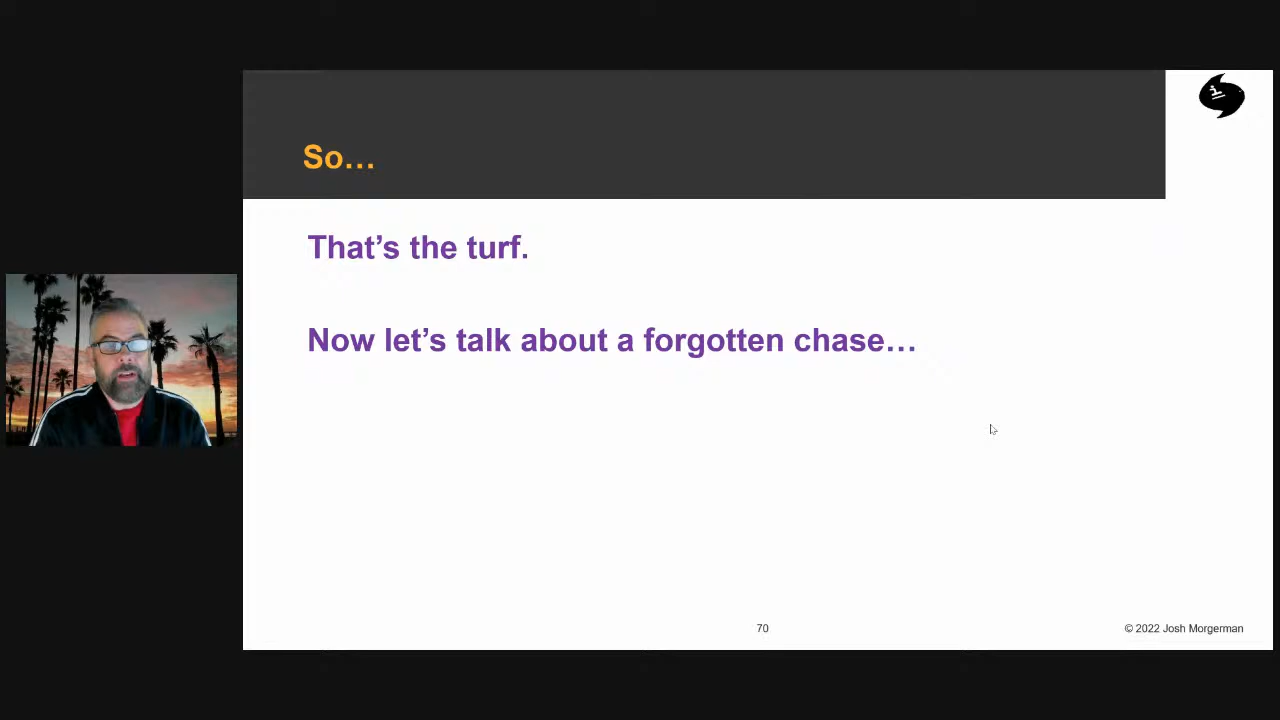 So…
That’s the turf.
Now let’s talk about a forgotten chase…
70
© 2022 Josh Morgerman